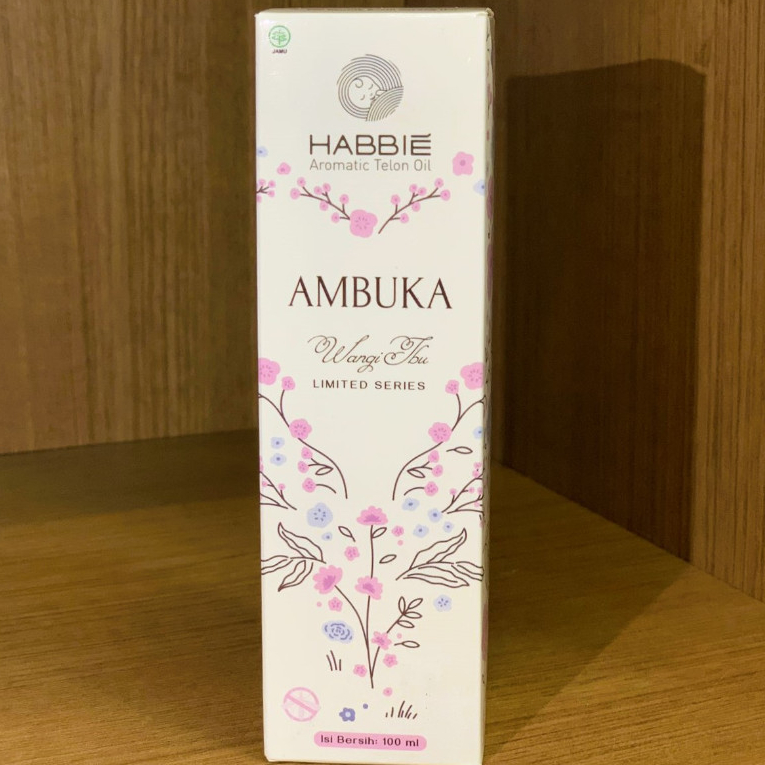 JAMU
HABBIÉ
Aromatic Telon Oil
AMBUKA
Wangi Ibu
LIMITED SERIES
Isi Bersih: 100 ml